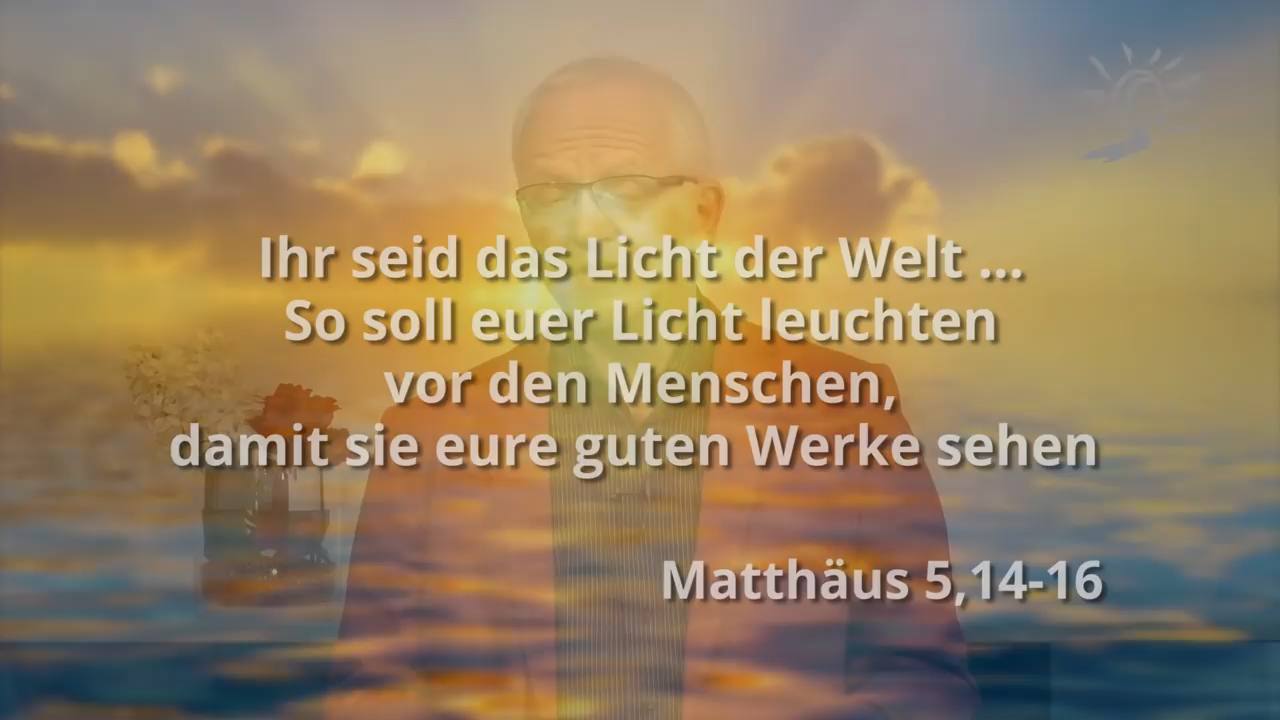 Ihr seid das Licht der Welt ...
So soll euer Licht leuchten
vor den Menschen,
damit sie eure guten Werke sehen
Matthäus 5,14-16